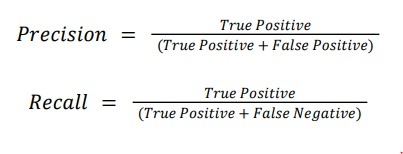 Precision = True Positive / (True Positive + False Positive)
Recall = True Positive / (True Positive + False Negative)